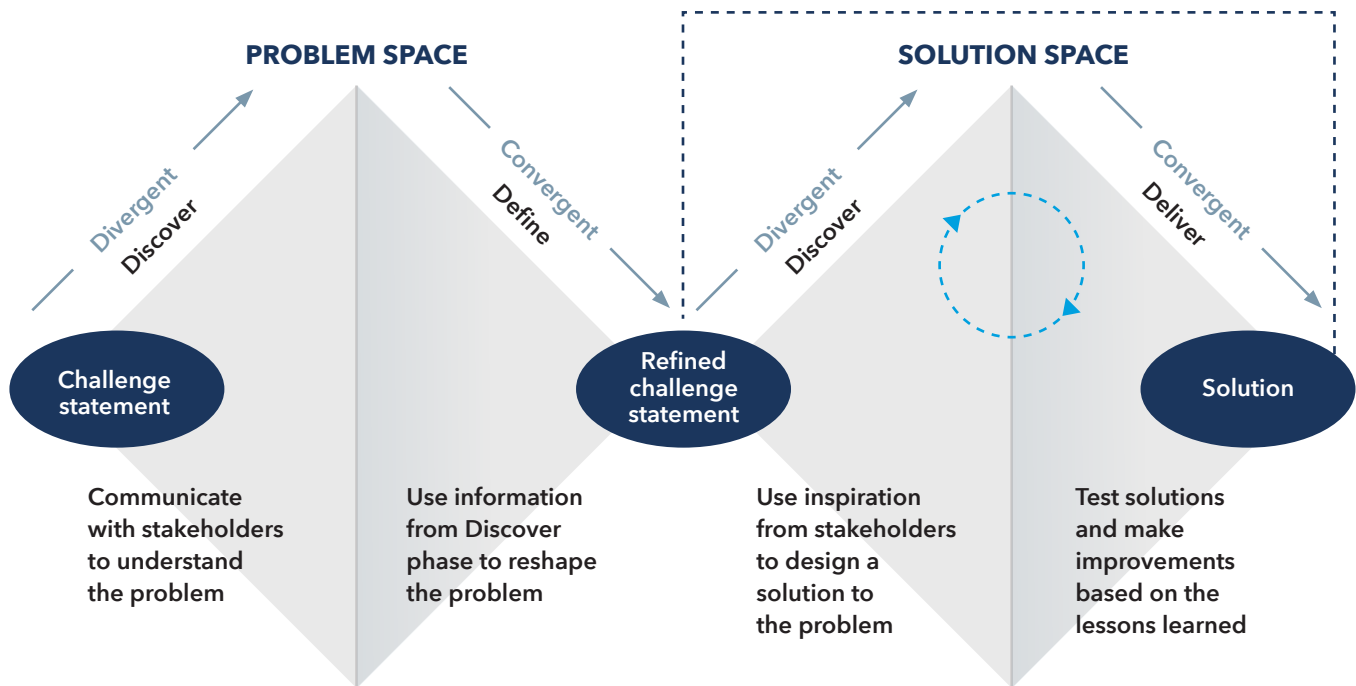 PROBLEM SPACE
SOLUTION SPACE
Divergent
Discover
Convergent
Define
Divergent
Discover
Convergent
Deliver
Challenge
statement
Refined
challenge
statement
Solution
Communicate
with stakeholders
to understand
the problem
Use information
from Discover
phase to reshape
the problem
Use inspiration
from stakeholders
to design a
solution to
the problem
Test solutions
and make
improvements
based on the
lessons learned